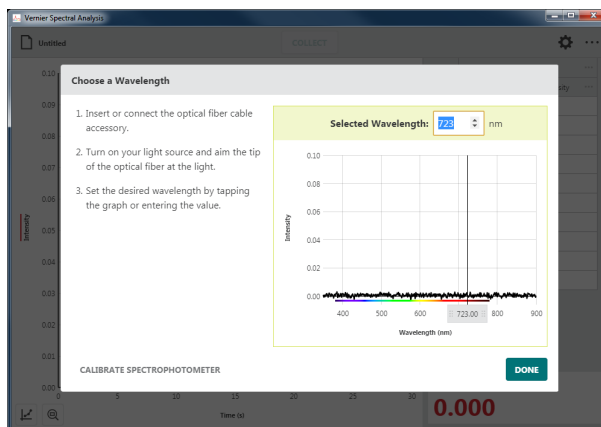 Vernier Spectral Analysis
Untitled
COLLECT
Choose a Wavelength
1. Insert or connect the optical fiber cable
accessory.
2. Turn on your light source and aim the tip
of the optical fiber at the light.
3. Set the desired wavelength by tapping
the graph or entering the value.
Selected Wavelength: 723 nm
0.10
0.08
0.06
0.04
0.02
0.00
Intensity
400 500 600 723.00 800 900
Wavelength (nm)
CALIBRATE SPECTROPHOTOMETER
DONE
0.10
0.09
0.08
0.07
0.06
0.05
0.04
0.03
0.02
0.01
0.00
Intensity
0 5 10 15 20 25 30
Time (s)
0.000